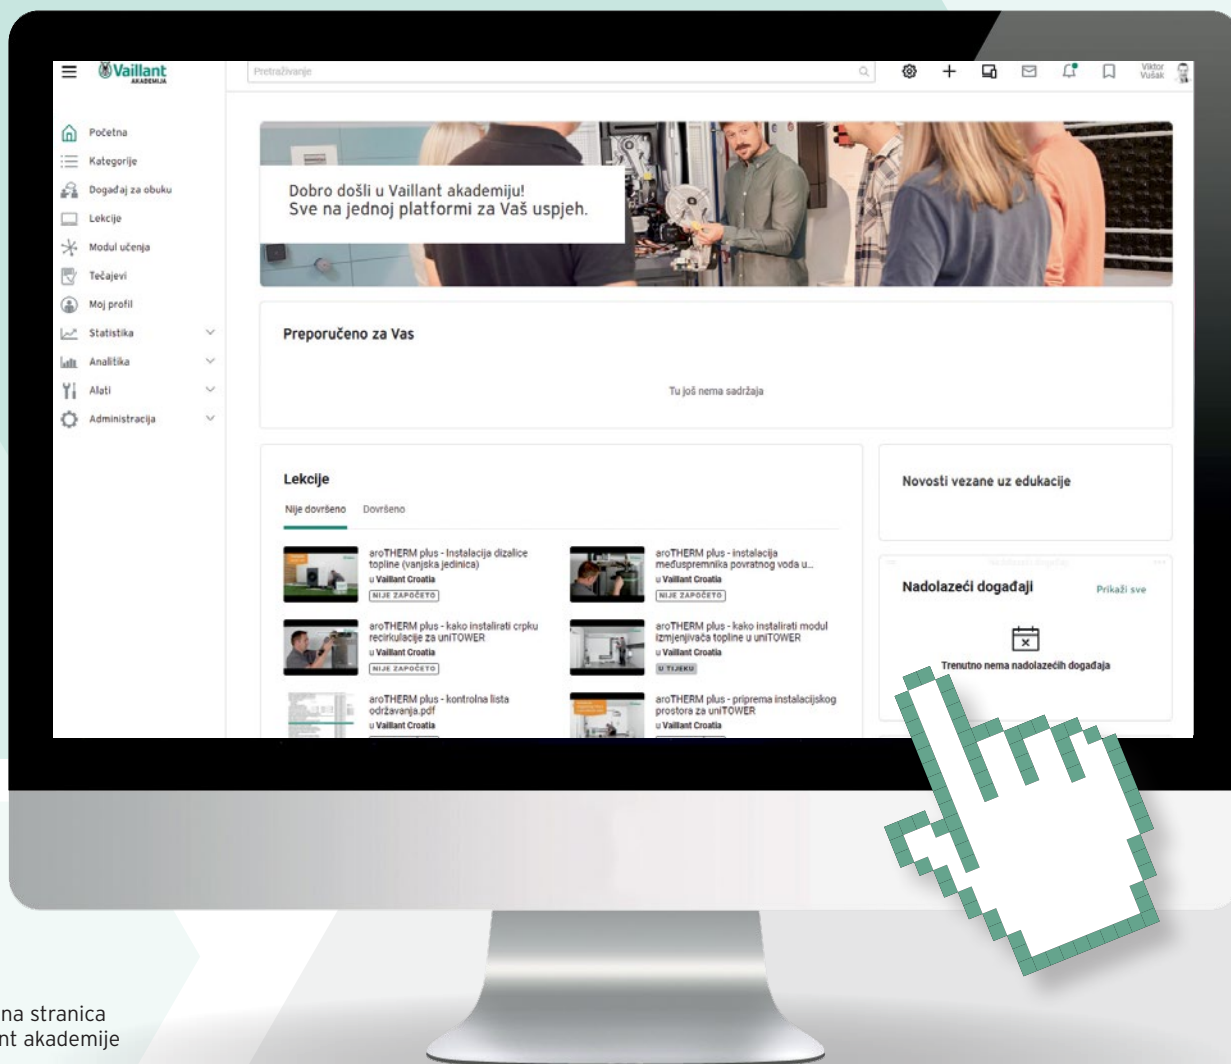 Vaillant
AKADEMIJA
Pretraživanje
Viktor
Vušak
Početna
Kategorije
Događaj za obuku
Lekcije
Modul učenja
Tečajevi
Moj profil
Statistika
Analitika
Alati
Administracija
Dobro došli u Vaillant akademiju!
Sve na jednoj platformi za Vaš uspjeh.
Preporučeno za Vas
Tu još nema sadržaja
Lekcije
Nije dovršeno Dovršeno
aroTHERM plus - Instalacija dizalice
topline (vanjska jedinica)
u Vaillant Croatia
NIJE ZAPOČETO
aroTHERM plus - instalacija
međuspremnika povratnog voda u...
u Vaillant Croatia
NIJE ZAPOČETO
aroTHERM plus - kako instalirati crpku
recirkulacije za uniTOWER
u Vaillant Croatia
NIJE ZAPOČETO
aroTHERM plus - kako instalirati modul
izmjenjivača topline u uniTOWER
u Vaillant Croatia
U TIJEKU
aroTHERM plus - kontrolna lista
održavanja.pdf
u Vaillant Croatia
aroTHERM plus - priprema instalacijskog
prostora za uniTOWER
u Vaillant Croatia
Novosti vezane uz edukacije
Nadolazeći događaji
Prikaži sve
Trenutno nema nadolazećih događaja
na stranica
nt akademije